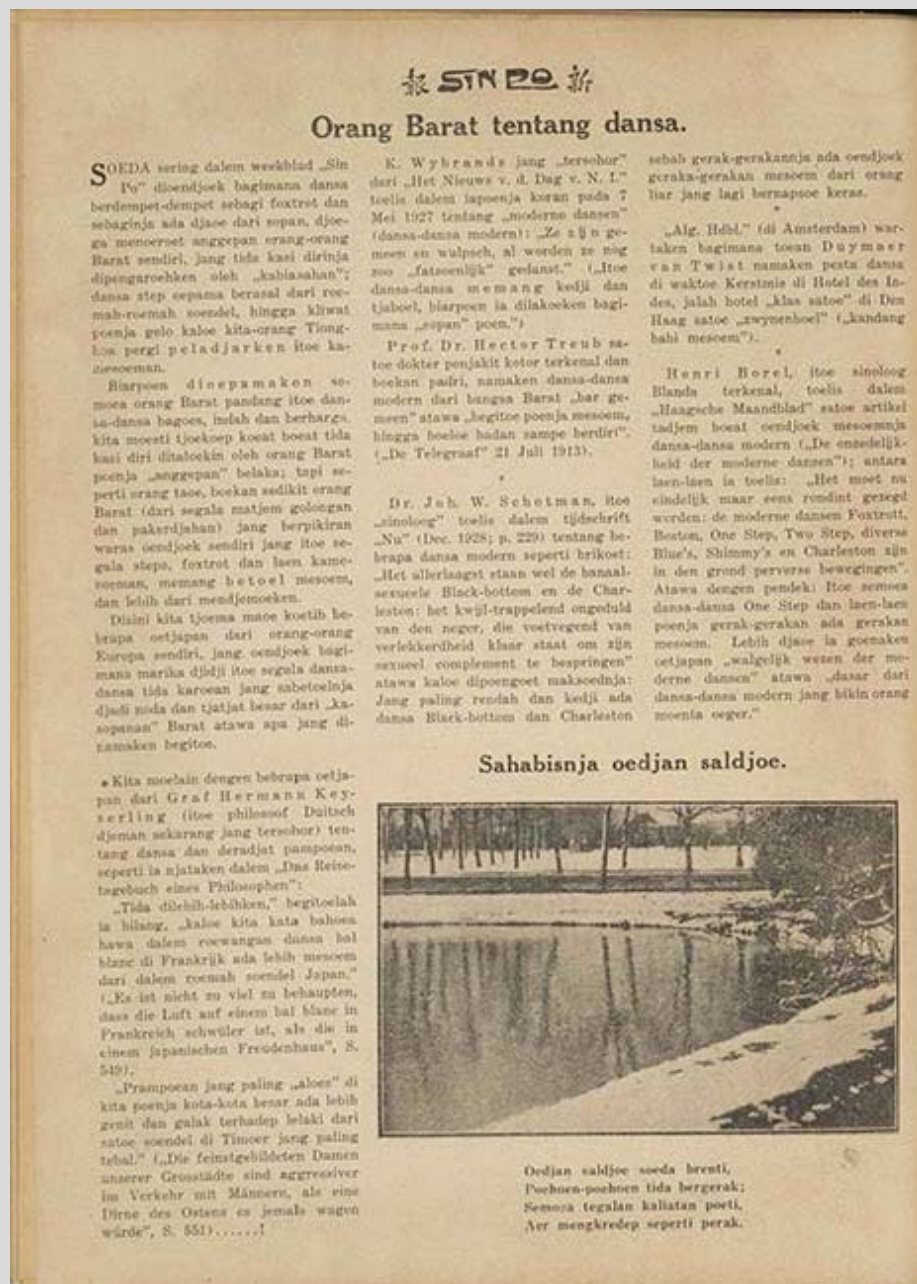 報 SIN PO 新
Orang Barat tentang dansa.
SOEDA sering dalem weekblad „Sin
Po” dioendjoek bagimana dansa
berdempet-dempet sebagi foxtrot dan
sebaginja ada djaoe dari sopan, djoe-
ga menoeroet anggepan orang-orang
Barat sendiri, jang tida kasi dirinja
dipengaroehken oleh „kabiasahan”;
dansa step oepama berasal dari roe-
mah-roemah soendel, hingga kliwat
poenja gelo kaloe kita-orang Tiong-
hoa pergi peladjarken itoe ka-
mesoeman.
Biarpoen dioepamaken se-
moea orang Barat pandang itoe dan-
sa-dansa bagoes, indah dan berharga,
kita moesti tjoekoep koeat boeat tida
kasi diri ditaloekin oleh orang Barat
poenja „anggepan” belaka; tapi se-
perti orang taoe, boekan sedikit orang
Barat (dari segala matjem golongan
dan pakerdjahan) jang berpikiran
waras oendjoek sendiri jang itoe se-
gala steps, foxtrot dan laen kame-
soeman, memang betoel mesoem,
dan lebih dari mendjemoeken.
Disini kita tjoema maoe koetih be-
brapa oetjapan dari orang-orang
Europa sendiri, jang oendjoek bagi-
mana marika djidji itoe segala dansa-
dansa tida karoean jang sabetoelnja
djadi noda dan tjatjat besar dari „ka-
sopanan” Barat atawa apa jang di-
namaken begitoe.
* Kita moelain dengen bebrapa oetja-
pan dari Graf Hermann Key-
serling (itoe philosoof Duitsch
djeman sekarang jang tersohor) ten-
tang dansa dan deradjat pampoean,
seperti ia njataken dalem „Das Reise-
tagebuch eines Philosophen”:
„Tida dilebih-lebihken,” begitoelah
ia bilang, „kaloe kita kata bahoea
hawa dalem roewangan dansa bal
blanc di Frankrijk ada lebih mesoem
dari dalem roemah soendel Japan.”
(„Es ist nicht zu viel zu behaupten,
dass die Luft auf einem bal blanc in
Frankreich schwüler ist, als die in
einem japanischen Freudenhaus”, S.
549).
„Prampoean jang paling „aloes” di
kita poenja kota-kota besar ada lebih
genit dan galak terhadep lelaki dari
satoe soendel di Timoer jang paling
tebal.” („Die feinstgebildeten Damen
unserer Grosstädte sind aggressiver
im Verkehr mit Männern, als eine
Dirne des Ostens es jemals wagen
würde”, S. 551)......!
K. Wybrands jang „tersohor”
dari „Het Nieuws v. d. Dag v. N. I.”
toelis dalem iapoenja koran pada 7
Mei 1927 tentang „moderne dansen”
(dansa-dansa modern): „Ze zijn ge-
meen en wulpsch, al worden ze nog
zoo „fatsoenlijk” gedanst.” („Itoe
dansa-dansa memang kedji dan
tjaboel, biarpoen ia dilakoeken bagi-
mana „sopan” poen.”)
Prof. Dr. Hector Treub sa-
toe dokter penjakit kotor terkenal dan
boekan padri, namaken dansa-dansa
modern dari bangsa Barat „bar ge-
meen” atawa „begitoe poenja mesoem,
hingga boeloe badan sampe berdiri”.
(„De Telegraaf” 21 Juli 1913).
*
Dr. Joh. W. Schotman, itoe
„sinoloog” toelis dalem tijdschrift
„Nu” (Dec. 1928; p. 229) tentang be-
brapa dansa modern seperti brikoet:
„Het allerlaagst staan wel de banaal-
sexueele Black-bottom en de Char-
leston: het kwijl-trappelend ongeduld
van den neger, die voetvegend van
verlekkerdheid klaar staat om zijn
sexueel complement te bespringen”
atawa kaloe dipoengoet maksoednja:
Jang paling rendah dan kedji ada
dansa Black-bottom dan Charleston
sebab gerak-gerakannja ada oendjoek
geraka-gerakan mesoem dari orang
liar jang lagi bernapsoe keras.
*
„Alg. Hdbl.” (di Amsterdam) war-
taken bagimana toean Duymaer
van Twist namaken pesta dansa
di waktoe Kerstmis di Hotel des In-
des, jalah hotel „klas satoe” di Den
Haag satoe „zwynenboel” („kandang
babi mesoem”).
*
Henri Borel, itoe sinoloog
Blanda terkenal, toelis dalem
„Haagsche Maandblad” satoe artikel
tadjem boeat oendjoek mesoemnja
dansa-dansa modern („De onzedelijk-
heid der moderne dansen”); antara
laen-laen ia toelis: „Het moet nu
eindelijk maar eens rondint gezegd
worden: de moderne dansen Foxtrott,
Boston, One Step, Two Step, diverse
Blue's, Shimmy's en Charleston zijn
in den grond perverse bewegingen”.
Atawa dengen pendek: Itoe semoea
dansa-dansa One Step dan laen-laen
poenja gerak-gerakan ada gerakan
mesoem. Lebih djaoe ia goenaken
oetjapan „walgelijk wezen der mo-
derne dansen” atawa „dasar dari
dansa-dansa modern jang bikin orang
moenta oeger.”
Sahabisnja oedjan saldjoe.
Oedjan saldjoe soeda brenti,
Poehoen-poehoen tida bergerak;
Semoea tegalan kaliatan poeti,
Aer mengkredep seperti perak.